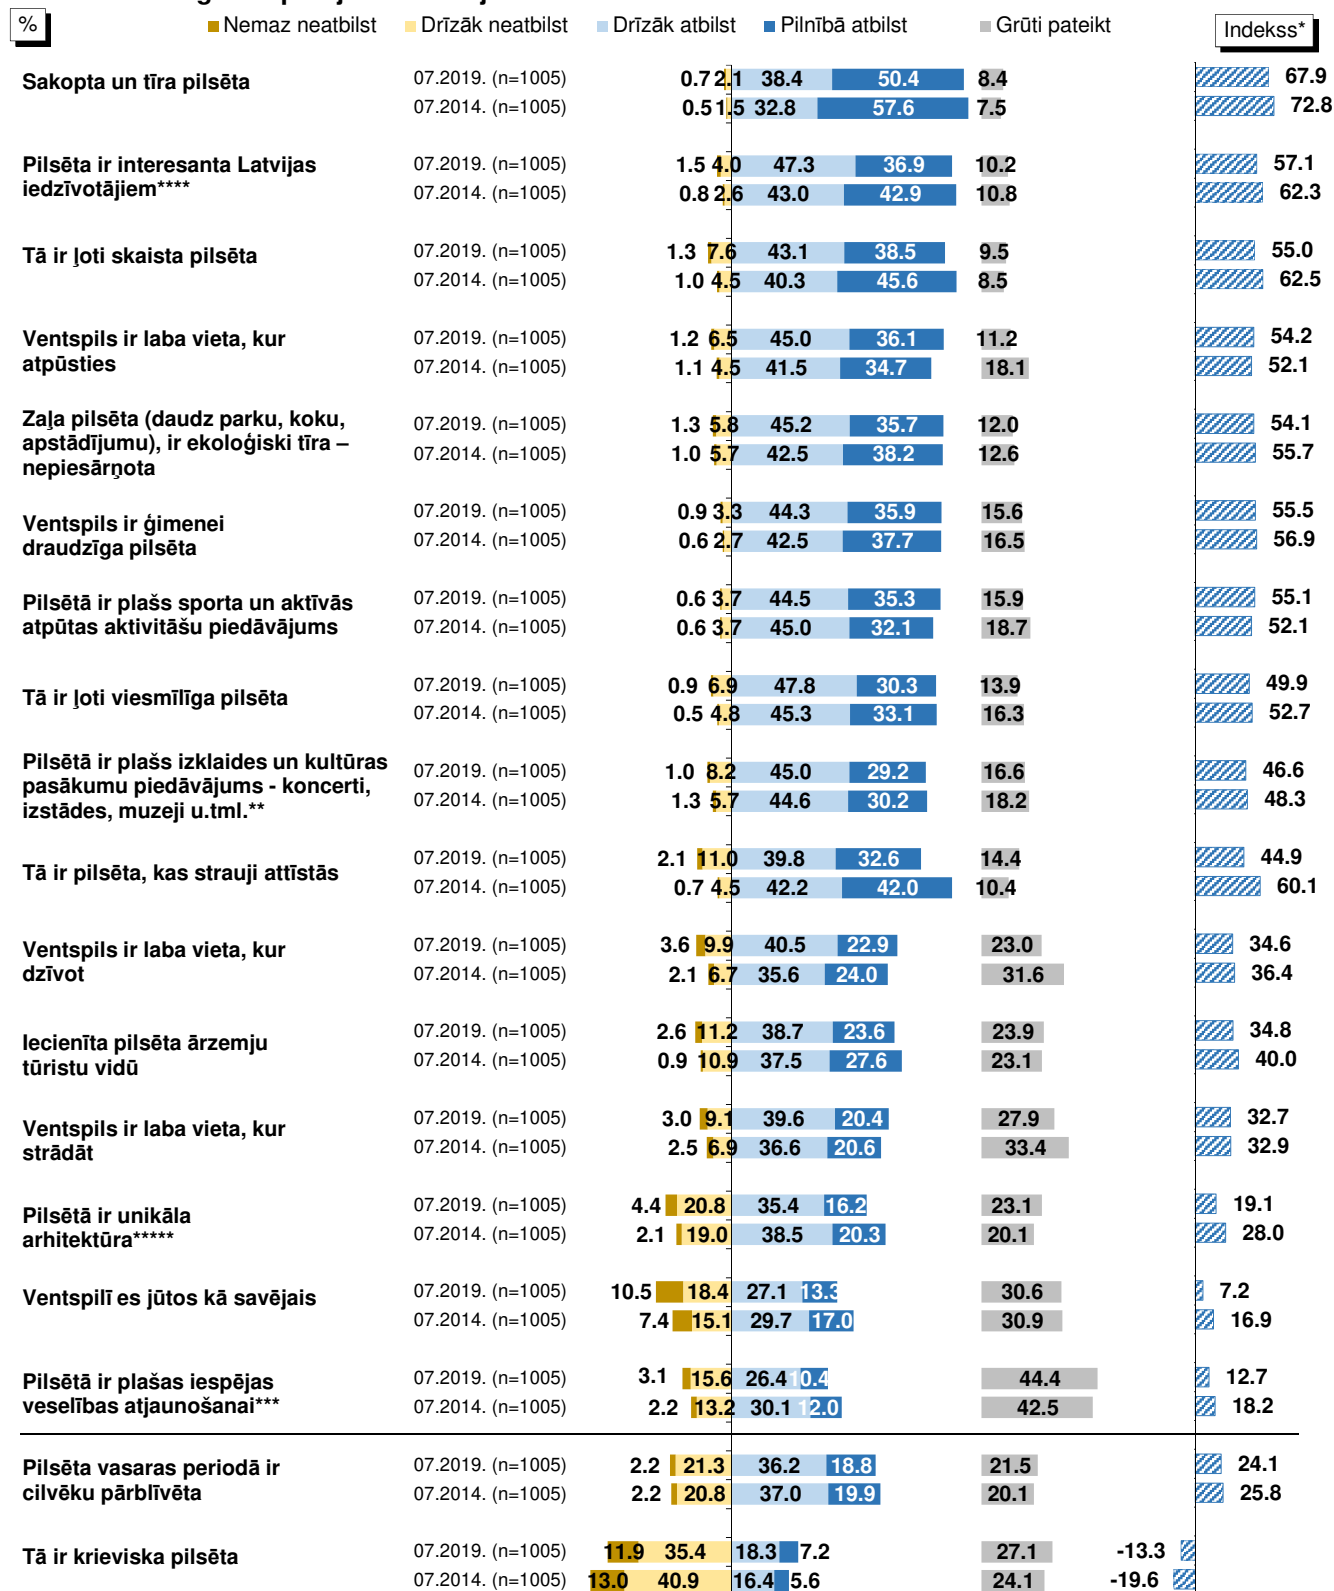 %
Nemaz neatbilst Drīzāk neatbilst Drīzāk atbilst Pilnībā atbilst Grūti pateikt Indekss*
Sakopta un tīra pilsēta
07.2019. (n=1005) 0.7 2.1 38.4 50.4 8.4 67.9
07.2014. (n=1005) 0.5 1.5 32.8 57.6 7.5 72.8
Pilsēta ir interesanta Latvijas
iedzīvotājiem****
07.2019. (n=1005) 1.5 4.0 47.3 36.9 10.2 57.1
07.2014. (n=1005) 0.8 2.6 43.0 42.9 10.8 62.3
Tā ir ļoti skaista pilsēta
07.2019. (n=1005) 1.3 7.6 43.1 38.5 9.5 55.0
07.2014. (n=1005) 1.0 4.5 40.3 45.6 8.5 62.5
Ventspils ir laba vieta, kur
atpūsties
07.2019. (n=1005) 1.2 6.5 45.0 36.1 11.2 54.2
07.2014. (n=1005) 1.1 4.5 41.5 34.7 18.1 52.1
Zaļa pilsēta (daudz parku, koku,
apstādījumu), ir ekoloģiski tīra –
nepiesārņota
07.2019. (n=1005) 1.3 5.8 45.2 35.7 12.0 54.1
07.2014. (n=1005) 1.0 5.7 42.5 38.2 12.6 55.7
Ventspils ir ģimenei
draudzīga pilsēta
07.2019. (n=1005) 0.9 3.3 44.3 35.9 15.6 55.5
07.2014. (n=1005) 0.6 2.7 42.5 37.7 16.5 56.9
Pilsētā ir plašs sporta un aktīvās
atpūtas aktivitāšu piedāvājums
07.2019. (n=1005) 0.6 3.7 44.5 35.3 15.9 55.1
07.2014. (n=1005) 0.6 3.7 45.0 32.1 18.7 52.1
Tā ir ļoti viesmīlīga pilsēta
07.2019. (n=1005) 0.9 6.9 47.8 30.3 13.9 49.9
07.2014. (n=1005) 0.5 4.8 45.3 33.1 16.3 52.7
Pilsētā ir plašs izklaides un kultūras
pasākumu piedāvājums - koncerti,
izstādes, muzeji u.tml.**
07.2019. (n=1005) 1.0 8.2 45.0 29.2 16.6 46.6
07.2014. (n=1005) 1.3 5.7 44.6 30.2 18.2 48.3
Tā ir pilsēta, kas strauji attīstās
07.2019. (n=1005) 2.1 11.0 39.8 32.6 14.4 44.9
07.2014. (n=1005) 0.7 4.5 42.2 42.0 10.4 60.1
Ventspils ir laba vieta, kur
dzīvot
07.2019. (n=1005) 3.6 9.9 40.5 22.9 23.0 34.6
07.2014. (n=1005) 2.1 6.7 35.6 24.0 31.6 36.4
Iecienīta pilsēta ārzemju
tūristu vidū
07.2019. (n=1005) 2.6 11.2 38.7 23.6 23.9 34.8
07.2014. (n=1005) 0.9 10.9 37.5 27.6 23.1 40.0
Ventspils ir laba vieta, kur
strādāt
07.2019. (n=1005) 3.0 9.1 39.6 20.4 27.9 32.7
07.2014. (n=1005) 2.5 6.9 36.6 20.6 33.4 32.9
Pilsētā ir unikāla
arhitektūra*****
07.2019. (n=1005) 4.4 20.8 35.4 16.2 23.1 19.1
07.2014. (n=1005) 2.1 19.0 38.5 20.3 20.1 28.0
Ventspilī es jūtos kā savējais
07.2019. (n=1005) 10.5 18.4 27.1 13.3 30.6 7.2
07.2014. (n=1005) 7.4 15.1 29.7 17.0 30.9 16.9
Pilsētā ir plašas iespējas
veselības atjaunošanai***
07.2019. (n=1005) 3.1 15.6 26.4 10.4 44.4 12.7
07.2014. (n=1005) 2.2 13.2 30.1 12.0 42.5 18.2
Pilsēta vasaras periodā ir
cilvēku pārblīvēta
07.2019. (n=1005) 2.2 21.3 36.2 18.8 21.5 24.1
07.2014. (n=1005) 2.2 20.8 37.0 19.9 20.1 25.8
Tā ir krieviska pilsēta
07.2019. (n=1005) 11.9 35.4 18.3 7.2 27.1 -13.3
07.2014. (n=1005) 13.0 40.9 16.4 5.6 24.1 -19.6